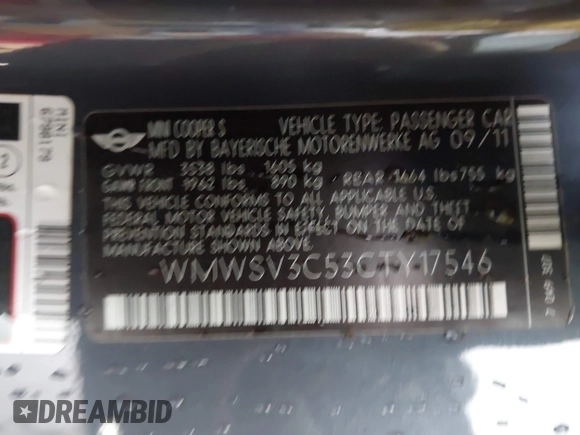 MINI COOPER S VEHICLE TYPE: PASSENGER CAR
MFD BY BAYERISCHE MOTORENWERKE AG 09/11
GVWR 3538 lbs 1605 kg
GAWR FRONT 1962 lbs 890 kg REAR 1664 lbs 755 kg
THIS VEHICLE CONFORMS TO ALL APPLICABLE U.S.
FEDERAL MOTOR VEHICLE SAFETY, BUMPER AND THEFT
PREVENTION STANDARDS IN EFFECT ON THE DATE OF
MANUFACTURE SHOWN ABOVE.
WMWSV3C53CTY17546
MINI
DREAMBID